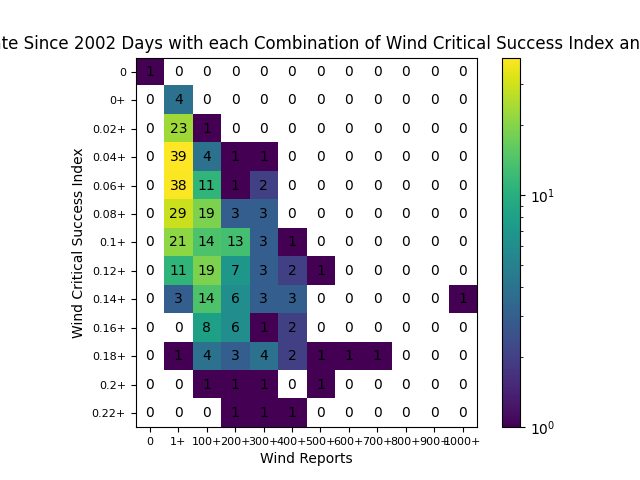 te Since 2002 Days with each Combination of Wind Critical Success Index an
0 1 0 0 0 0 0 0 0 0 0 0 0
0+ 0 4 0 0 0 0 0 0 0 0 0 0
0.02+ 0 23 1 0 0 0 0 0 0 0 0 0
0.04+ 0 39 4 1 1 0 0 0 0 0 0 0
0.06+ 0 38 11 1 2 0 0 0 0 0 0 0
0.08+ 0 29 19 3 3 0 0 0 0 0 0 0
0.1+ 0 21 14 13 3 1 0 0 0 0 0 0
0.12+ 0 11 19 7 3 2 1 0 0 0 0 0
0.14+ 0 3 14 6 3 3 0 0 0 0 0 1
0.16+ 0 0 8 6 1 2 0 0 0 0 0 0
0.18+ 0 1 4 3 4 2 1 1 1 0 0 0
0.2+ 0 0 1 1 1 0 1 0 0 0 0 0
0.22+ 0 0 0 1 1 1 0 0 0 0 0 0
0 1+ 100+ 200+ 300+ 400+ 500+ 600+ 700+ 800+ 900+ 1000+
Wind Reports
Wind Critical Success Index
10¹
10⁰